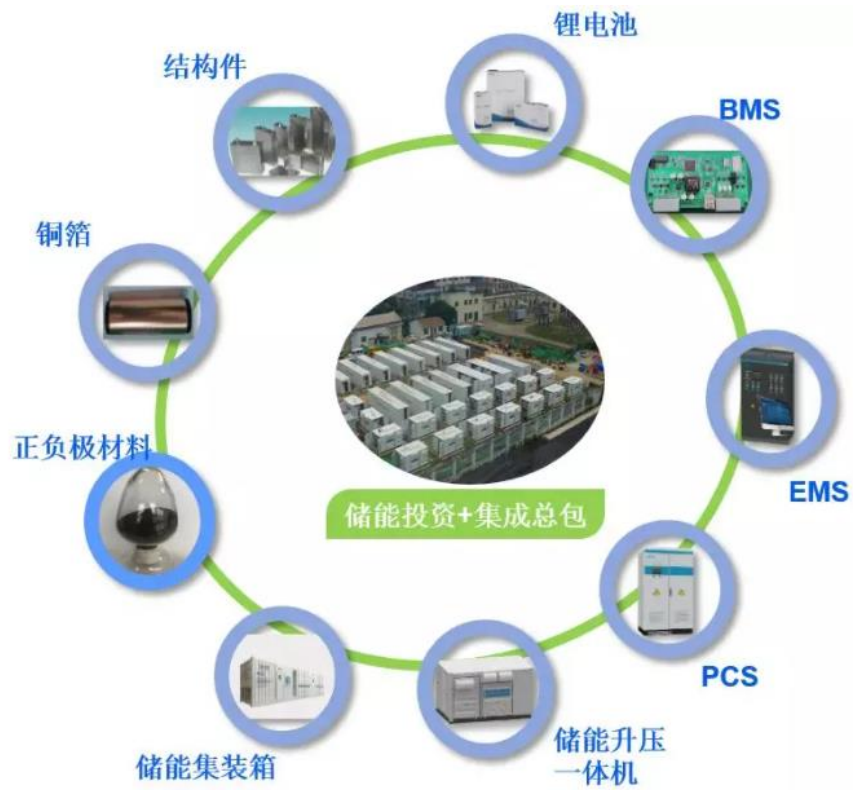 锂电池
结构件
BMS
铜箔
正负极材料
EMS
储能投资+集成总包
PCS
储能升压
一体机
储能集装箱